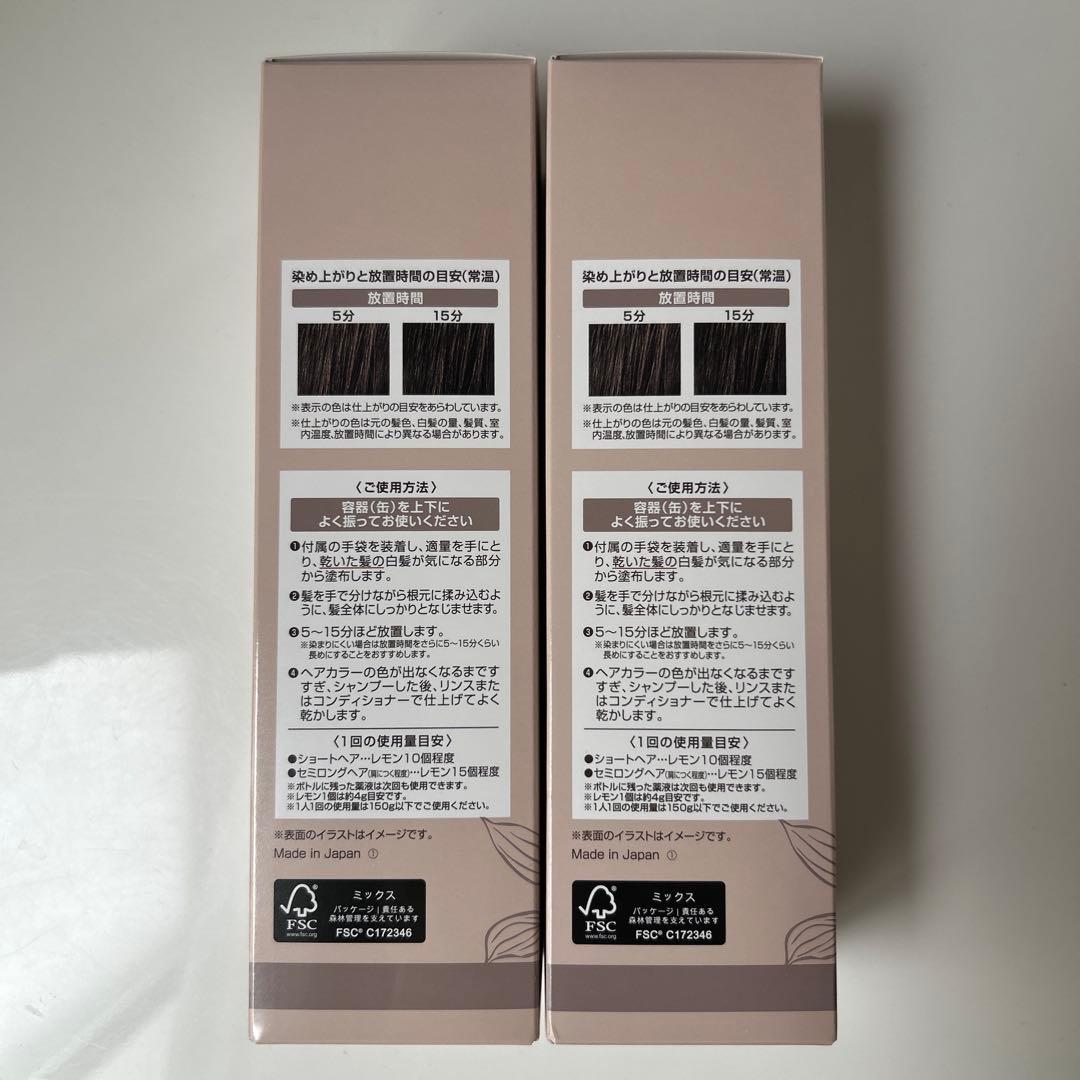 染め上がりと放置時間の目安(常温)
放置時間
5分 15分
※表示の色は仕上がりの目安をあらわしています。
※仕上がりの色は元の髪色、白髪の量、髪質、室
内温度、放置時間により異なる場合があります。
〈ご使用方法〉
容器(缶)を上下に
よく振ってお使いください
❶付属の手袋を装着し、適量を手にと
り、乾いた髪の白髪が気になる部分
から塗布します。
❷髪を手で分けながら根元に揉み込むよ
うに、髪全体にしっかりとなじませます。
❸5〜15分ほど放置します。
※染まりにくい場合は放置時間をさらに5〜15分くらい
長めにすることをおすすめします。
❹ヘアカラーの色が出なくなるまです
すぎ、シャンプーした後、リンスまた
はコンディショナーで仕上げてよく
乾かします。
〈1回の使用量目安〉
●ショートヘア…レモン10個程度
●セミロングヘア(肩につく程度)…レモン15個程度
※ボトルに残った薬液は次回も使用できます。
※レモン1個は約4g目安です。
※1人1回の使用量は150g以下でご使用ください。
※表面のイラストはイメージです。
Made in Japan ①
FSC
www.fsc.org
ミックス
パッケージ|責任ある
森林管理を支えています
FSC® C172346
染め上がりと放置時間の目安(常温)
放置時間
5分 15分
※表示の色は仕上がりの目安をあらわしています。
※仕上がりの色は元の髪色、白髪の量、髪質、室
内温度、放置時間により異なる場合があります。
〈ご使用方法〉
容器(缶)を上下に
よく振ってお使いください
❶付属の手袋を装着し、適量を手にと
り、乾いた髪の白髪が気になる部分
から塗布します。
❷髪を手で分けながら根元に揉み込むよ
うに、髪全体にしっかりとなじませます。
❸5〜15分ほど放置します。
※染まりにくい場合は放置時間をさらに5〜15分くらい
長めにすることをおすすめします。
❹ヘアカラーの色が出なくなるまです
すぎ、シャンプーした後、リンスまた
はコンディショナーで仕上げてよく
乾かします。
〈1回の使用量目安〉
●ショートヘア…レモン10個程度
●セミロングヘア(肩につく程度)…レモン15個程度
※ボトルに残った薬液は次回も使用できます。
※レモン1個は約4g目安です。
※1人1回の使用量は150g以下でご使用ください。
※表面のイラストはイメージです。
Made in Japan ①
FSC
www.fsc.org
ミックス
パッケージ|責任ある
森林管理を支えています
FSC® C172346